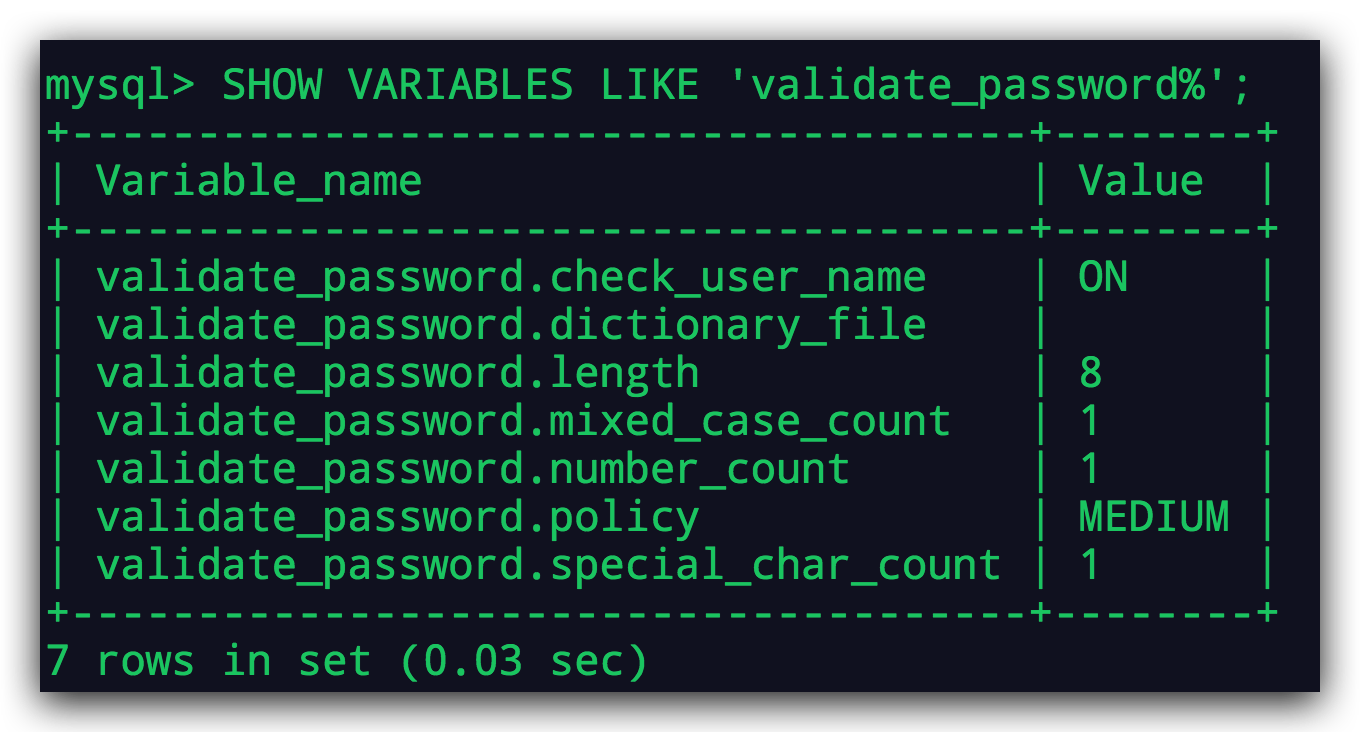 mysql> SHOW VARIABLES LIKE 'validate_password%';
+--------------------------------------+--------+
| Variable_name                        | Value  |
+--------------------------------------+--------+
| validate_password.check_user_name    | ON     |
| validate_password.dictionary_file    |        |
| validate_password.length             | 8      |
| validate_password.mixed_case_count   | 1      |
| validate_password.number_count       | 1      |
| validate_password.policy             | MEDIUM |
| validate_password.special_char_count | 1      |
+--------------------------------------+--------+
7 rows in set (0.03 sec)